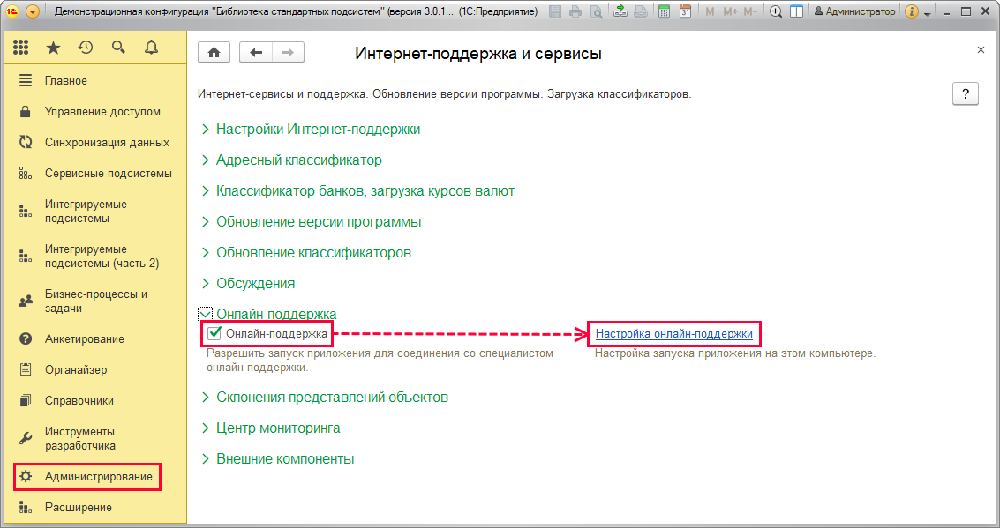 Демонстрационная конфигурация "Библиотека стандартных подсистем" (версия 3.0.1... (1С:Предприятие)
M M+ M-
31
Администратор
Главное
Управление доступом
Синхронизация данных
Сервисные подсистемы
Интегрируемые
подсистемы
Интегрируемые
подсистемы (часть 2)
Бизнес-процессы и
задачи
Анкетирование
Органайзер
Справочники
Инструменты
разработчика
Администрирование
Расширение
Интернет-поддержка и сервисы
Интернет-сервисы и поддержка. Обновление версии программы. Загрузка классификаторов.
?
Настройки Интернет-поддержки
Адресный классификатор
Классификатор банков, загрузка курсов валют
Обновление версии программы
Обновление классификаторов
Обсуждения
Онлайн-поддержка
Онлайн-поддержка
Настройка онлайн-поддержки
Разрешить запуск приложения для соединения со специалистом
онлайн-поддержки.
Настройка запуска приложения на этом компьютере.
Склонения представлений объектов
Центр мониторинга
Внешние компоненты